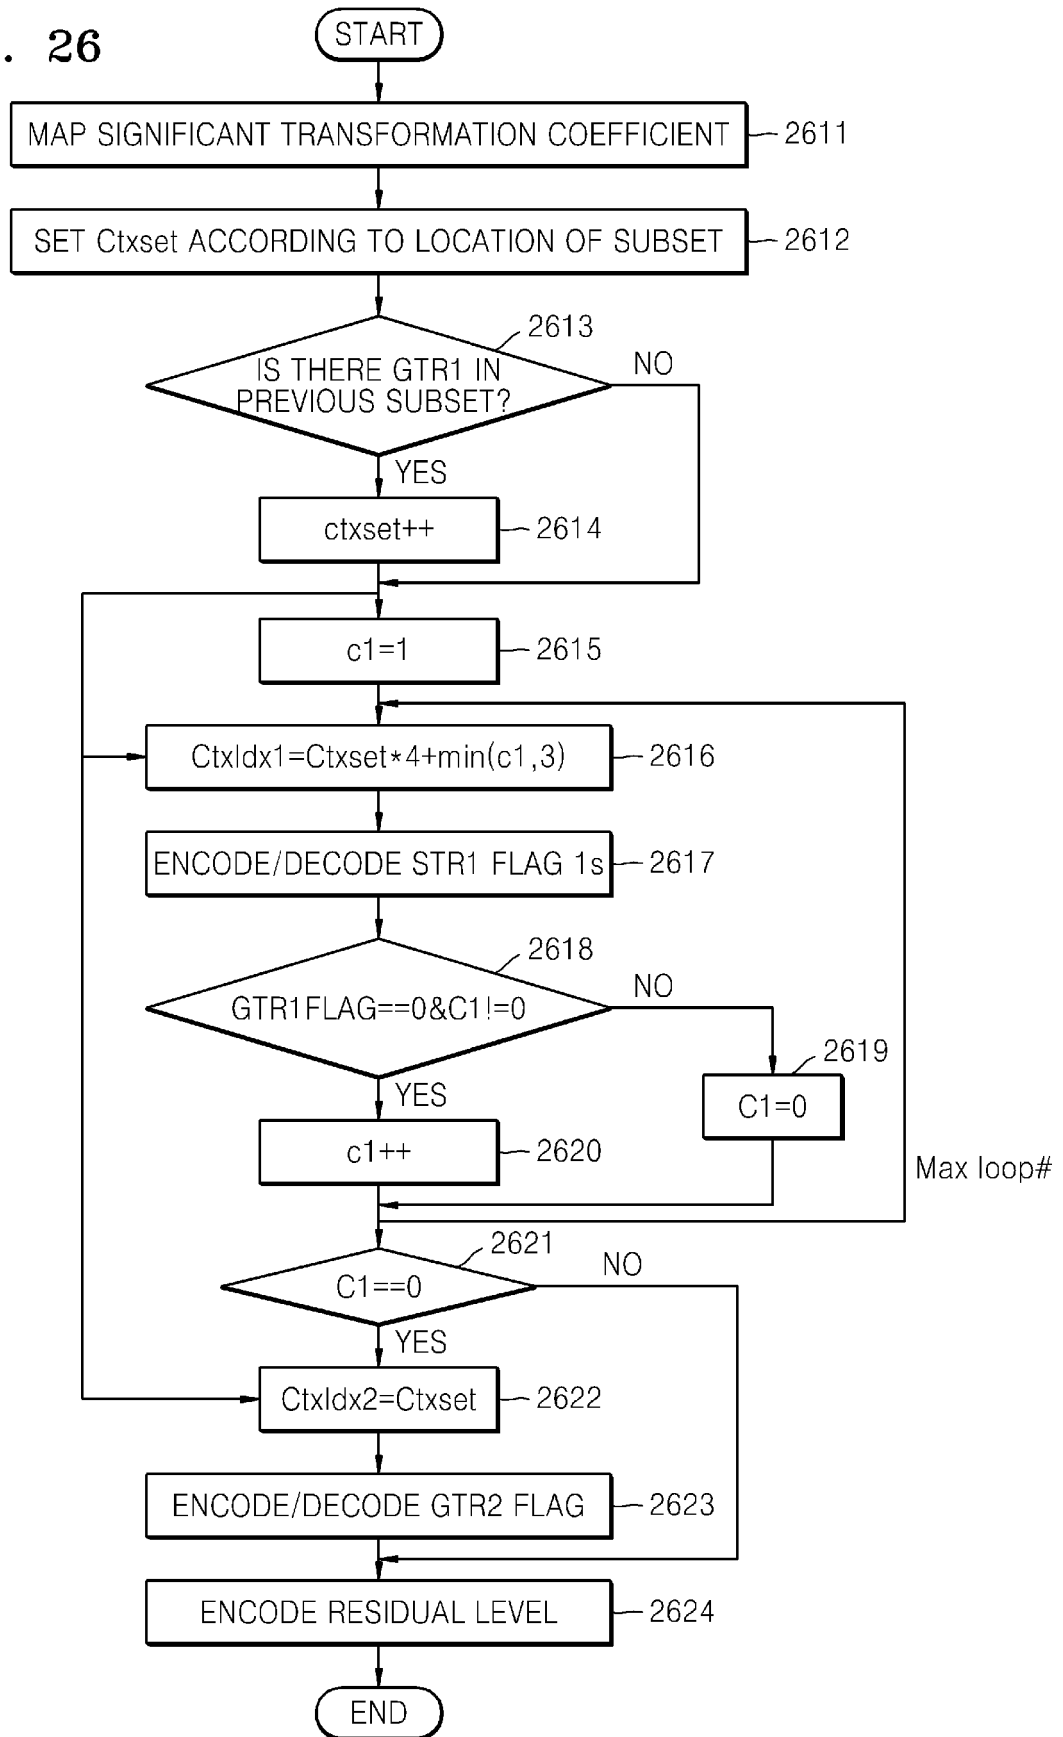 . 26
START
MAP SIGNIFICANT TRANSFORMATION COEFFICIENT
2611
SET Ctxset ACCORDING TO LOCATION OF SUBSET
2612
2613
IS THERE GTR1 IN
PREVIOUS SUBSET?
NO
YES
ctxset++
2614
c1=1
2615
CtxIdx1=Ctxset*4+min(c1,3)
2616
ENCODE/DECODE STR1 FLAG 1s
2617
2618
GTR1FLAG==0&C1!=0
NO
2619
C1=0
YES
c1++
2620
Max loop#
2621
C1==0
NO
YES
CtxIdx2=Ctxset
2622
ENCODE/DECODE GTR2 FLAG
2623
ENCODE RESIDUAL LEVEL
2624
END